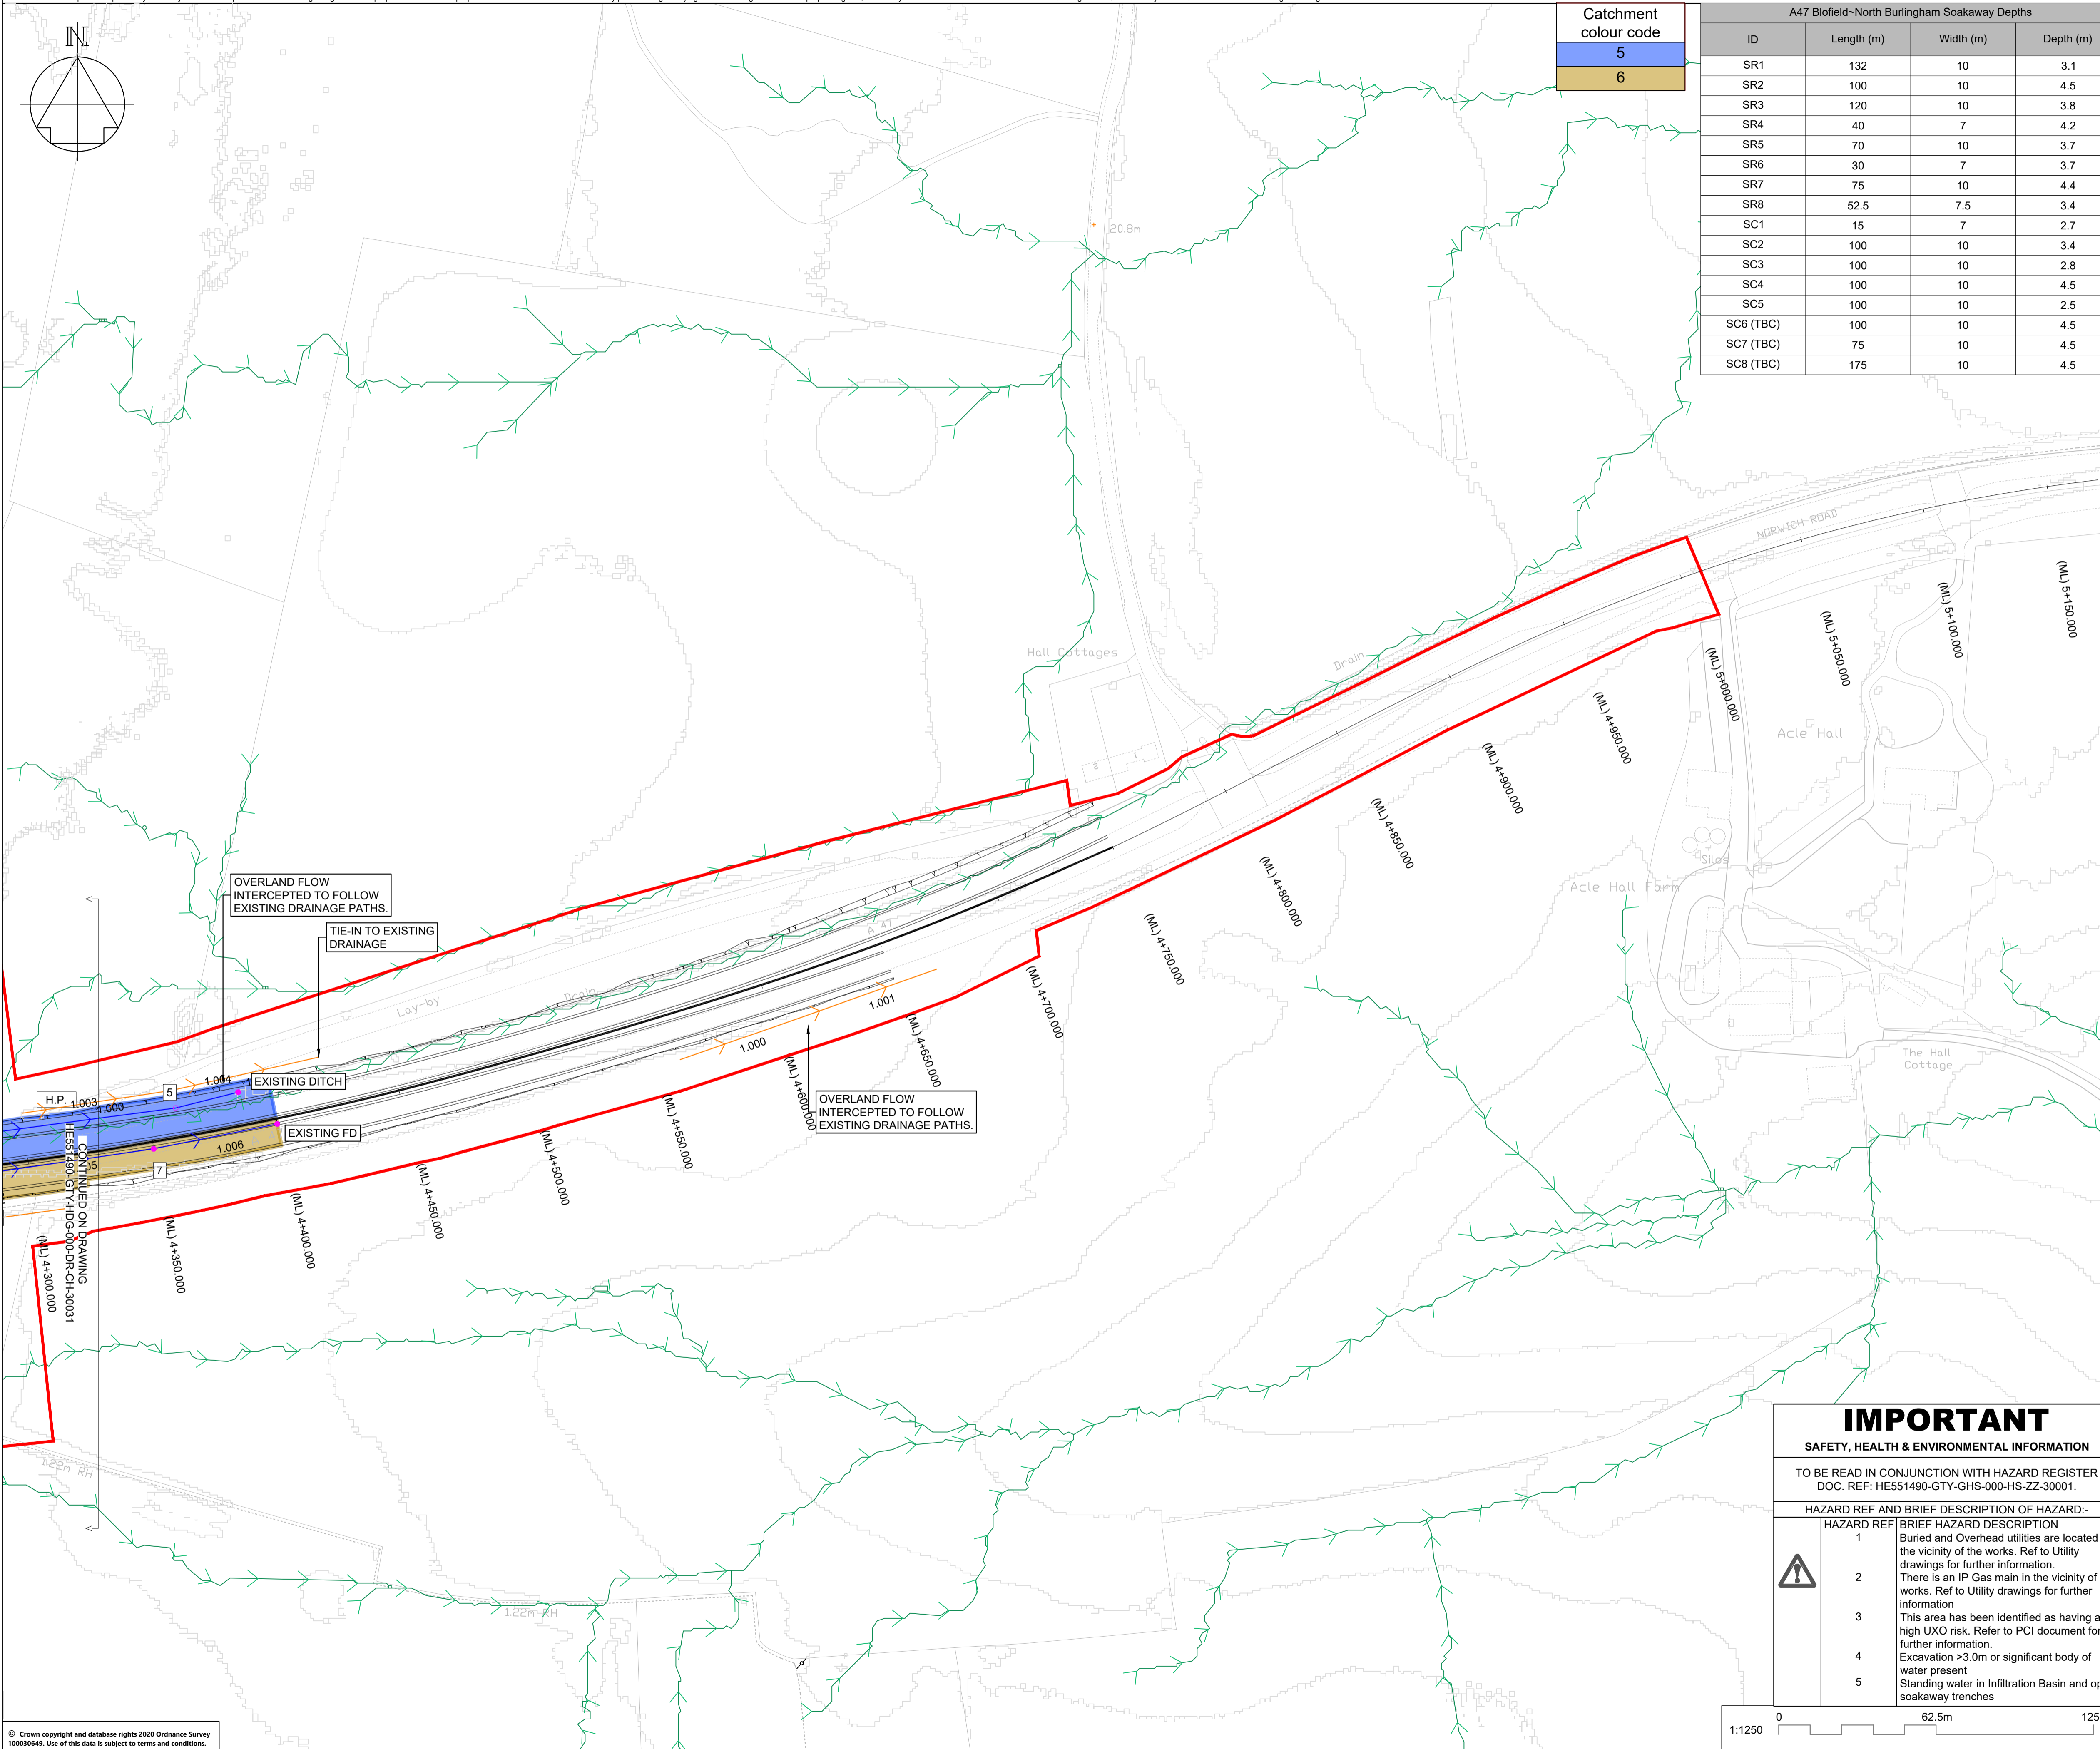 N
Catchment
colour code
5
6
A47 Blofield~North Burlingham Soakaway Depths
ID Length (m) Width (m) Depth (m)
SR1 132 10 3.1
SR2 100 10 4.5
SR3 120 10 3.8
SR4 40 7 4.2
SR5 70 10 3.7
SR6 30 7 3.7
SR7 75 10 4.4
SR8 52.5 7.5 3.4
SC1 15 7 2.7
SC2 100 10 3.4
SC3 100 10 2.8
SC4 100 10 4.5
SC5 100 10 2.5
SC6 (TBC) 100 10 4.5
SC7 (TBC) 75 10 4.5
SC8 (TBC) 175 10 4.5
20.8m
NORWICH ROAD
Hall Cottages
Drain
2
1
Acle Hall
Silos
Acle Hall Farm
The Hall
Cottage
A 47
Drain
Lay-by
OVERLAND FLOW
INTERCEPTED TO FOLLOW
EXISTING DRAINAGE PATHS.
TIE-IN TO EXISTING
DRAINAGE
EXISTING DITCH
EXISTING FD
H.P.
1.003
1.000
1.004
5
7
05
1.006
1.000
1.001
OVERLAND FLOW
INTERCEPTED TO FOLLOW
EXISTING DRAINAGE PATHS.
CONTINUED ON DRAWING
HE551490-GTY-HDG-000-DR-CH-30031
(ML) 4+300.000
(ML) 4+350.000
(ML) 4+400.000
(ML) 4+450.000
(ML) 4+500.000
(ML) 4+550.000
(ML) 4+600.000
(ML) 4+650.000
(ML) 4+700.000
(ML) 4+750.000
(ML) 4+800.000
(ML) 4+850.000
(ML) 4+900.000
(ML) 4+950.000
(ML) 5+000.000
(ML) 5+050.000
(ML) 5+100.000
(ML) 5+150.000
1.22m RH
1.22m RH
IMPORTANT
SAFETY, HEALTH & ENVIRONMENTAL INFORMATION
TO BE READ IN CONJUNCTION WITH HAZARD REGISTER
DOC. REF: HE551490-GTY-GHS-000-HS-ZZ-30001.
HAZARD REF AND BRIEF DESCRIPTION OF HAZARD:-
HAZARD REF BRIEF HAZARD DESCRIPTION
1 Buried and Overhead utilities are located
the vicinity of the works. Ref to Utility
drawings for further information.
2 There is an IP Gas main in the vicinity of
works. Ref to Utility drawings for further
information
3 This area has been identified as having a
high UXO risk. Refer to PCI document for
further information.
4 Excavation >3.0m or significant body of
water present
5 Standing water in Infiltration Basin and op
soakaway trenches
1:1250
0 62.5m 125
© Crown copyright and database rights 2020 Ordnance Survey
100030649. Use of this data is subject to terms and conditions.